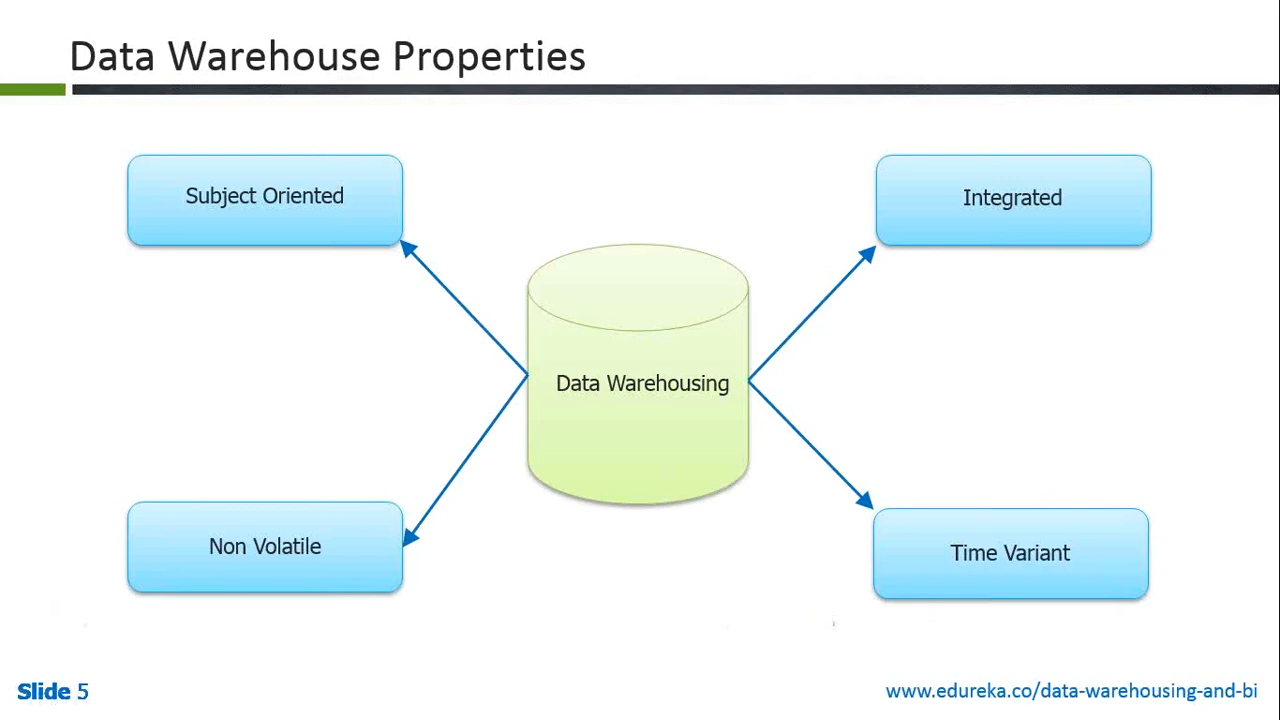 Data Warehouse Properties
Subject Oriented
Integrated
Data Warehousing
Non Volatile
Time Variant
Slide 5
www.edureka.co/data-warehousing-and-bi